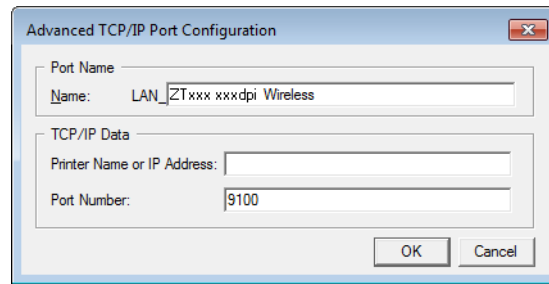 Advanced TCP/IP Port Configuration
Port Name
Name: LAN_ZTxxx xxxdpi Wireless
TCP/IP Data
Printer Name or IP Address:
Port Number: 9100
OK Cancel